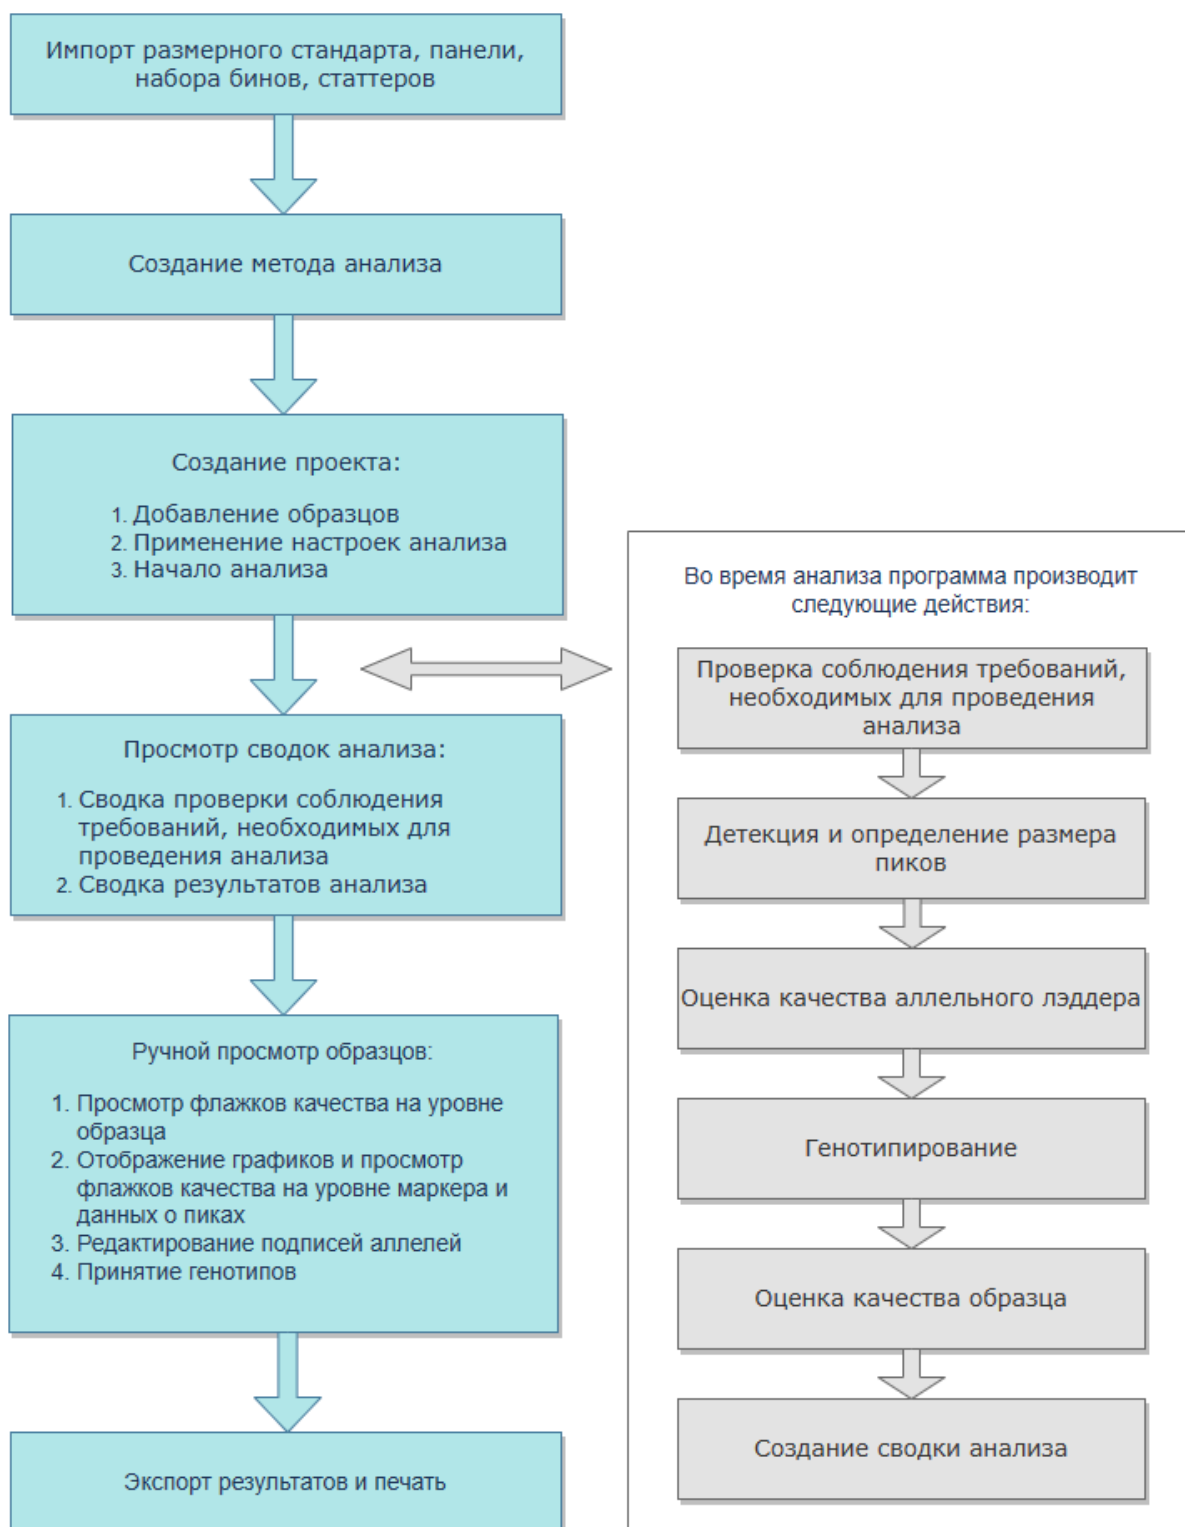 Импорт размерного стандарта, панели,
набора бинов, статтеров
Создание метода анализа
Создание проекта:
1. Добавление образцов
2. Применение настроек анализа
3. Начало анализа
Просмотр сводок анализа:
1. Сводка проверки соблюдения
требований, необходимых для
проведения анализа
2. Сводка результатов анализа
Ручной просмотр образцов:
1. Просмотр флажков качества на уровне
образца
2. Отображение графиков и просмотр
флажков качества на уровне маркера и
данных о пиках
3. Редактирование подписей аллелей
4. Принятие генотипов
Экспорт результатов и печать
Во время анализа программа производит
следующие действия:
Проверка соблюдения требований,
необходимых для проведения
анализа
Детекция и определение размера
пиков
Оценка качества аллельного лэддера
Генотипирование
Оценка качества образца
Создание сводки анализа